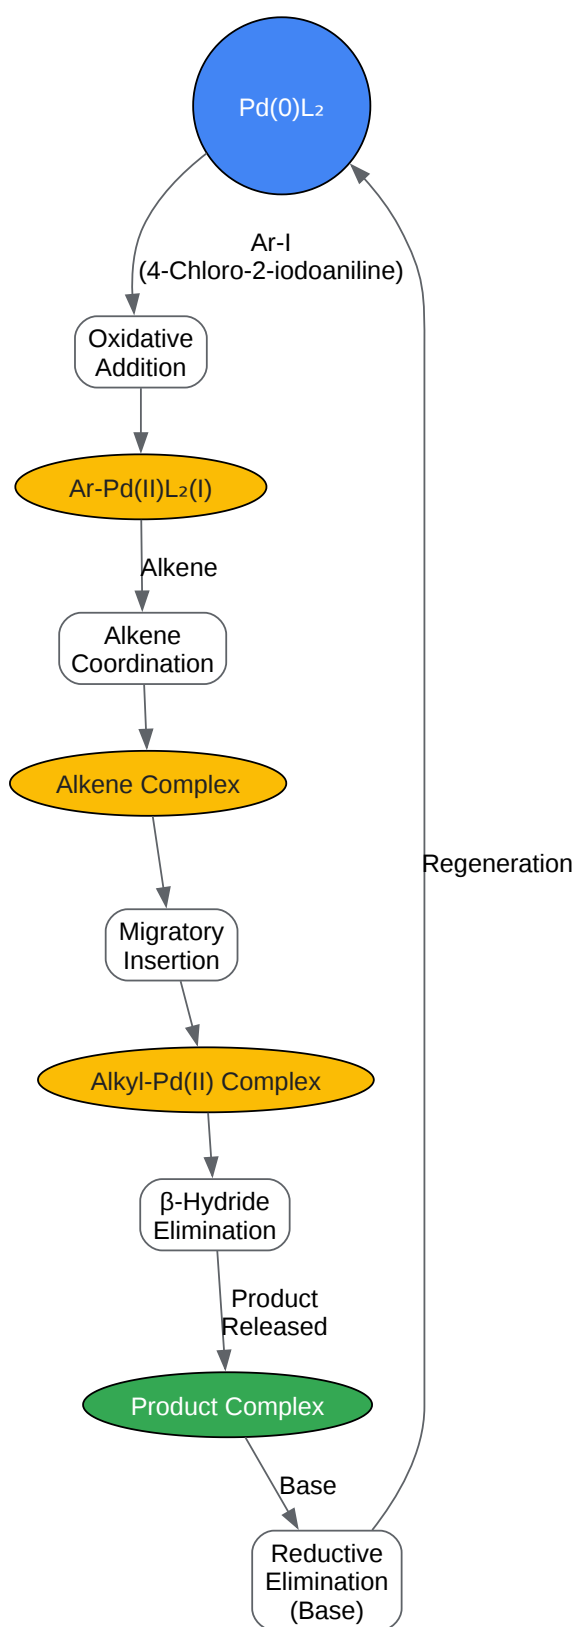 Pd(0)L₂
Ar-I
(4-Chloro-2-iodoaniline)
Oxidative
Addition
Ar-Pd(II)L₂(I)
Alkene
Alkene
Coordination
Alkene Complex
Regeneration
Migratory
Insertion
Alkyl-Pd(II) Complex
β-Hydride
Elimination
Product
Released
Product Complex
Base
Reductive
Elimination
(Base)